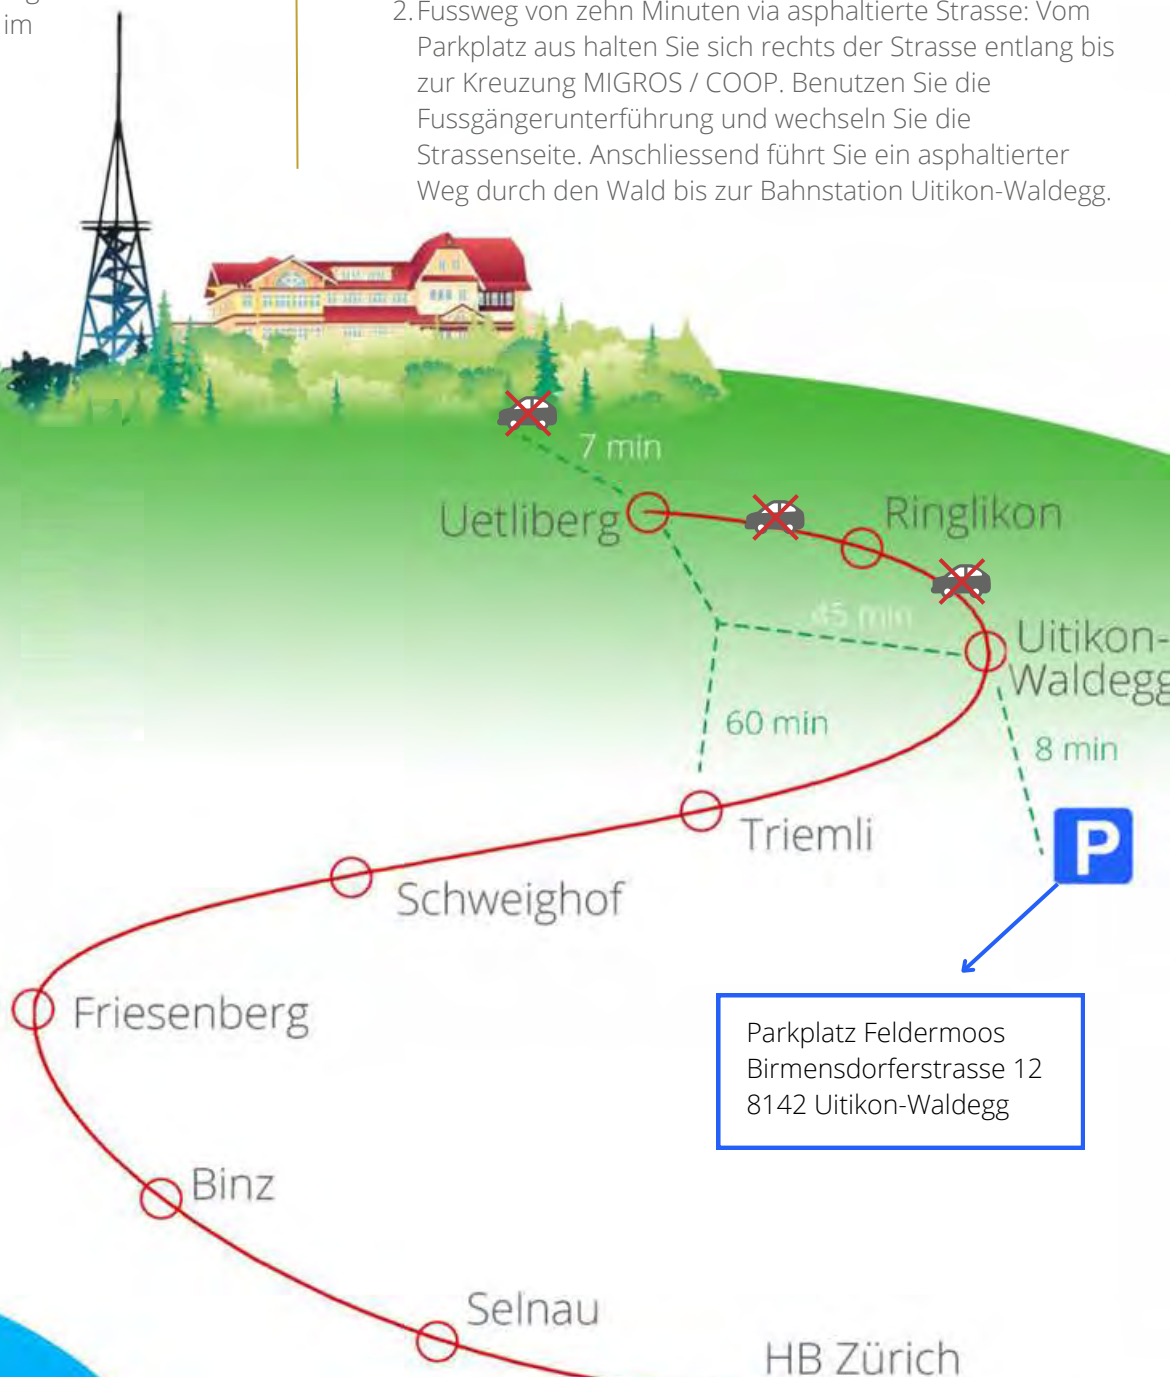 im
2. Fussweg von zehn Minuten via asphaltierte Strasse: Vom
Parkplatz aus halten Sie sich rechts der Strasse entlang bis
zur Kreuzung MIGROS / COOP. Benutzen Sie die
Fussgängerunterführung und wechseln Sie die
Strassenseite. Anschliessend führt Sie ein asphaltierter
Weg durch den Wald bis zur Bahnstation Uitikon-Waldegg.
7 min
Uetliberg
Ringlikon
45 min
Uitikon-
Waldegg
60 min
8 min
P
Triemli
Schweighof
Friesenberg
Parkplatz Feldermoos
Birmensdorferstrasse 12
8142 Uitikon-Waldegg
Binz
Selnau
HB Zürich